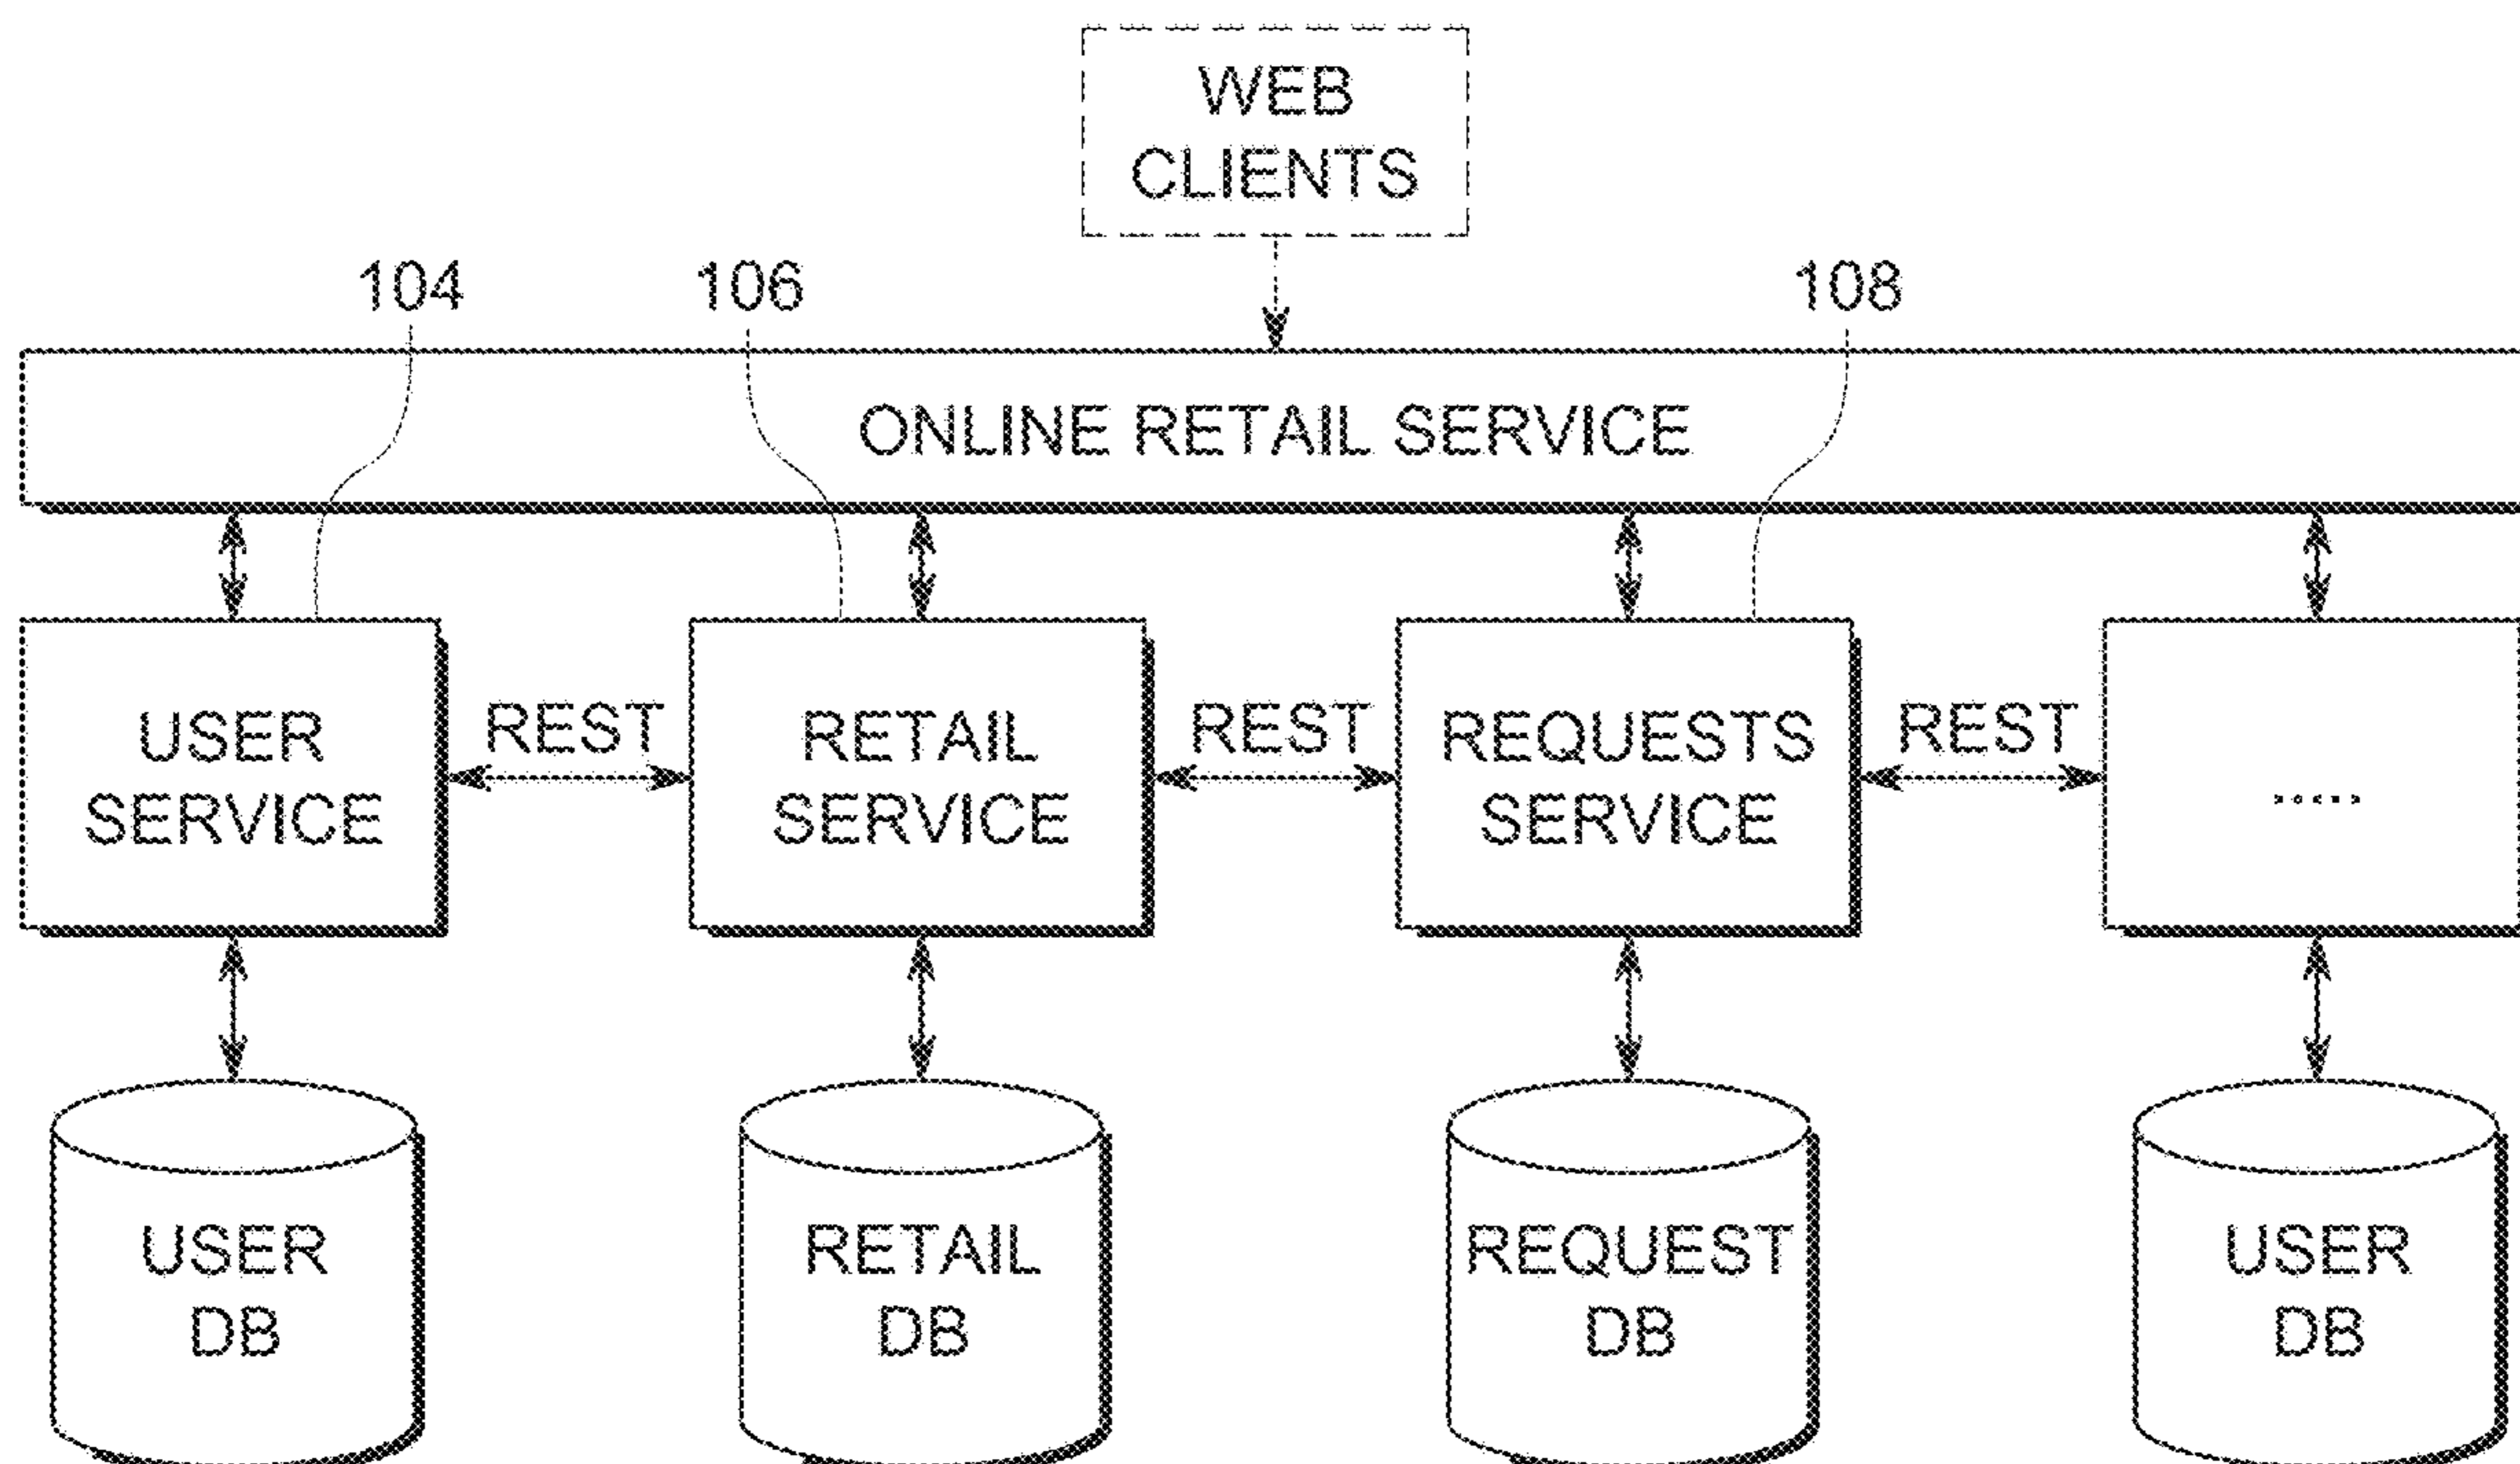 WEB
CLIENTS
104
106
108
ONLINE RETAIL SERVICE
USER
SERVICE
REST
RETAIL
SERVICE
REST
REQUESTS
SERVICE
REST
.....
USER
DB
RETAIL
DB
REQUEST
DB
USER
DB